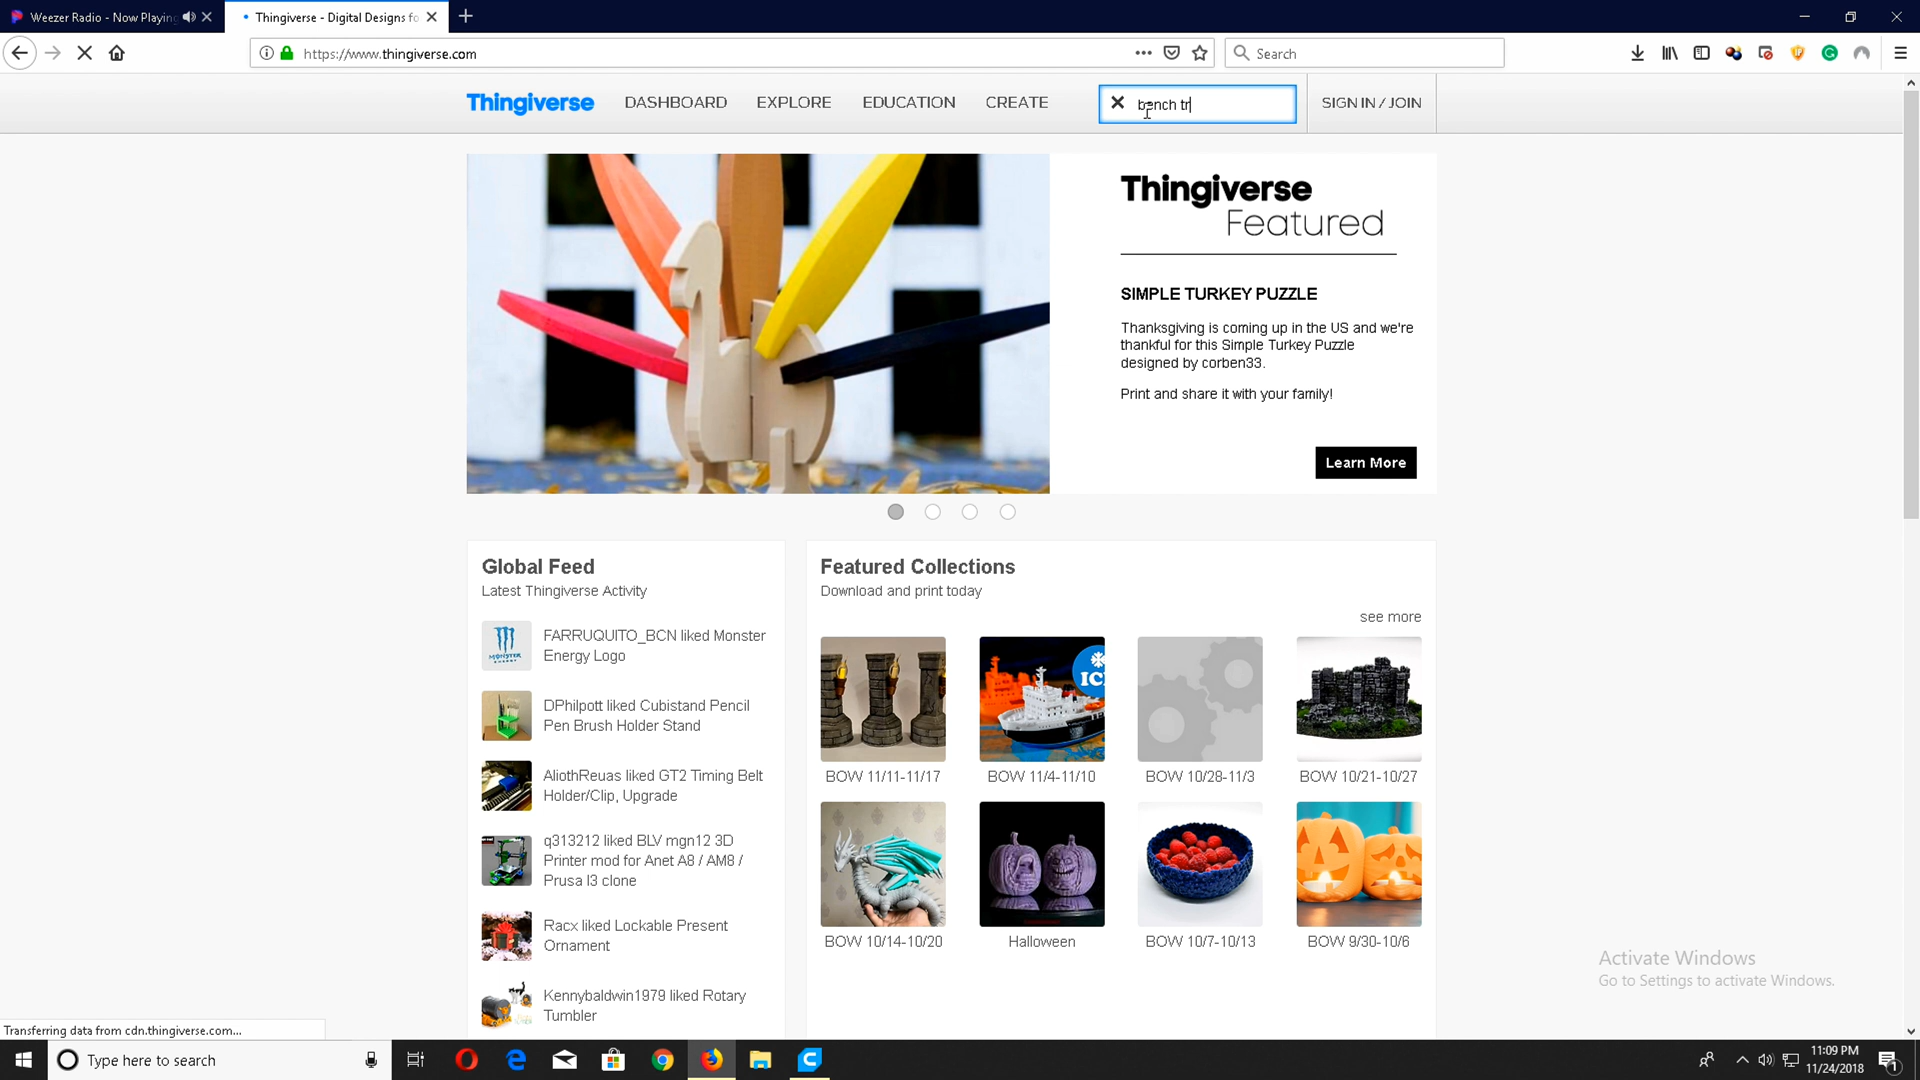 Weezer Radio - Now Playing
Thingiverse - Digital Designs fo
https://www.thingiverse.com
Search
Thingiverse
DASHBOARD
EXPLORE
EDUCATION
CREATE
bench tr
SIGN IN / JOIN
Thingiverse
Featured
SIMPLE TURKEY PUZZLE
Thanksgiving is coming up in the US and we're
thankful for this Simple Turkey Puzzle
designed by corben33.
Print and share it with your family!
Learn More
Global Feed
Latest Thingiverse Activity
MONSTER
ENERGY
FARRUQUITO_BCN liked Monster
Energy Logo
DPhilpott liked Cubistand Pencil
Pen Brush Holder Stand
AliothReuas liked GT2 Timing Belt
Holder/Clip, Upgrade
q313212 liked BLV mgn12 3D
Printer mod for Anet A8 / AM8 /
Prusa I3 clone
Racx liked Lockable Present
Ornament
Kennybaldwin1979 liked Rotary
Tumbler
Featured Collections
Download and print today
see more
ICE
BOW 11/11-11/17
BOW 11/4-11/10
BOW 10/28-11/3
BOW 10/21-10/27
BOW 10/14-10/20
Halloween
BOW 10/7-10/13
BOW 9/30-10/6
Activate Windows
Go to Settings to activate Windows.
Transferring data from cdn.thingiverse.com...
Type here to search
11:09 PM
11/24/2018
1